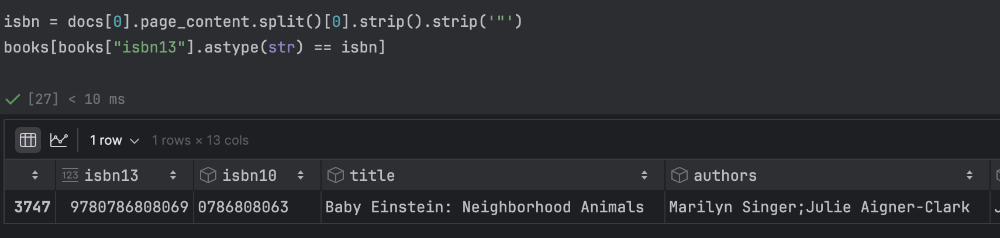 isbn = docs[0].page_content.split()[0].strip().strip('"')
books[books["isbn13"].astype(str) == isbn]
[27] < 10 ms
1 row 1 rows × 13 cols
123 isbn13 isbn10 title authors
3747 9780786808069 0786808063 Baby Einstein: Neighborhood Animals Marilyn Singer;Julie Aigner-Clark